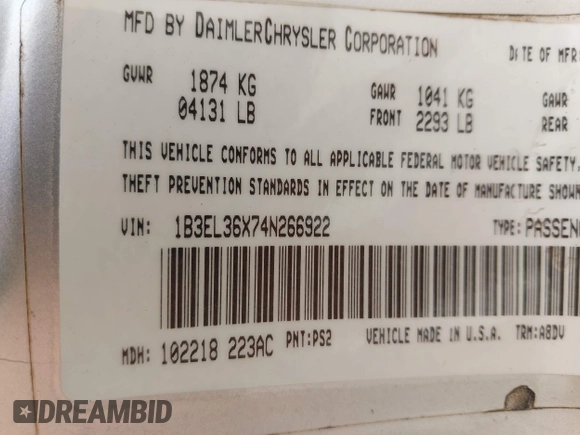 MFD BY DAIMLERCHRYSLER CORPORATION DATE OF MFR:
GVWR 1874 KG GAWR 1041 KG GAWR
04131 LB FRONT 2293 LB REAR
THIS VEHICLE CONFORMS TO ALL APPLICABLE FEDERAL MOTOR VEHICLE SAFETY,
THEFT PREVENTION STANDARDS IN EFFECT ON THE DATE OF MANUFACTURE SHOWN
VIN: 1B3EL36X74N266922 TYPE: PASSEN
MDH: 102218 223AC PNT: PS2 VEHICLE MADE IN U.S.A. TRM: A8DV
DREAMBID